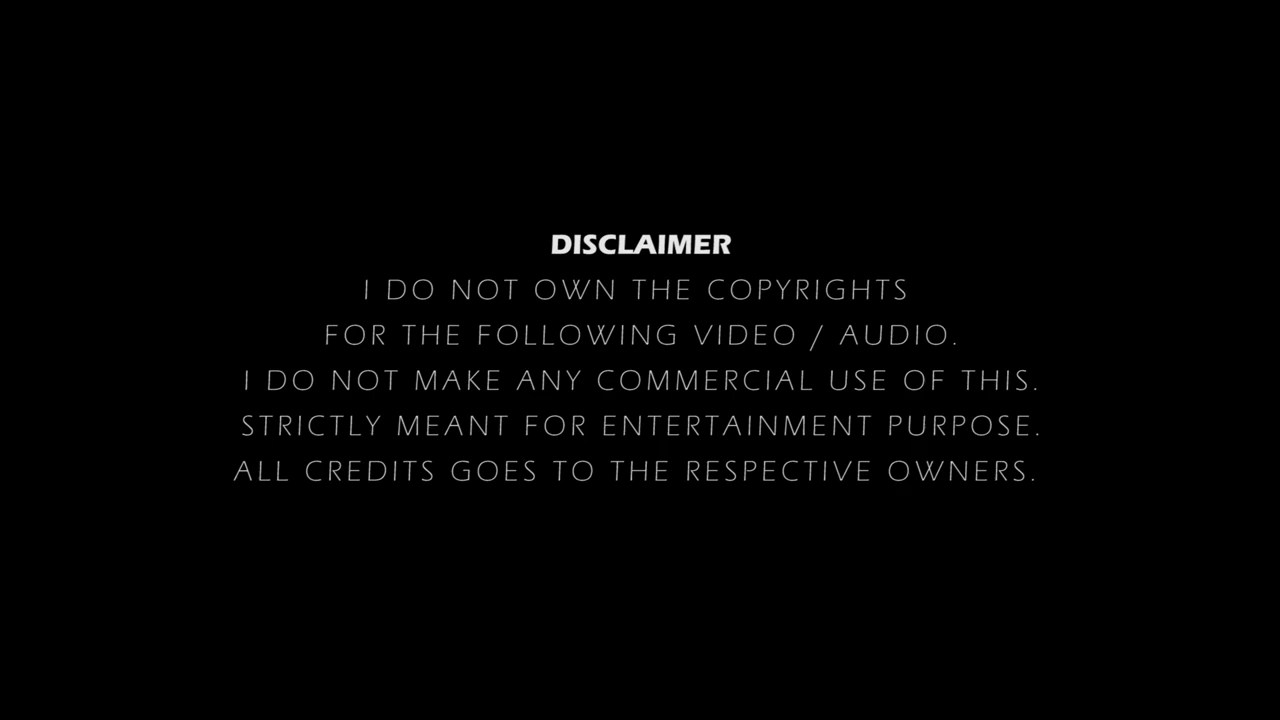 DISCLAIMER
I DO NOT OWN THE COPYRIGHTS
FOR THE FOLLOWING VIDEO / AUDIO.
I DO NOT MAKE ANY COMMERCIAL USE OF THIS.
STRICTLY MEANT FOR ENTERTAINMENT PURPOSE.
ALL CREDITS GOES TO THE RESPECTIVE OWNERS.